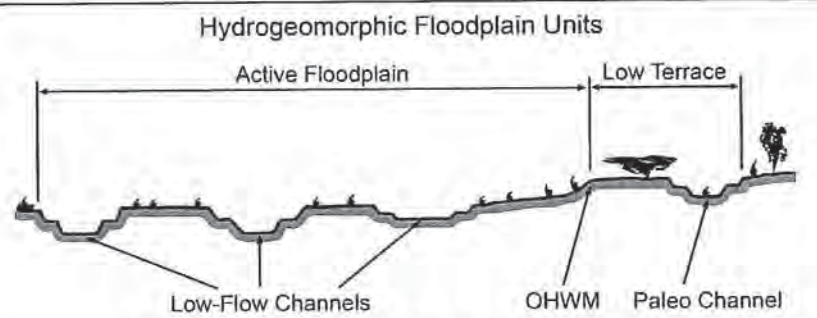 Hydrogeomorphic Floodplain Units
Active Floodplain
Low Terrace
Low-Flow Channels
OHWM
Paleo Channel